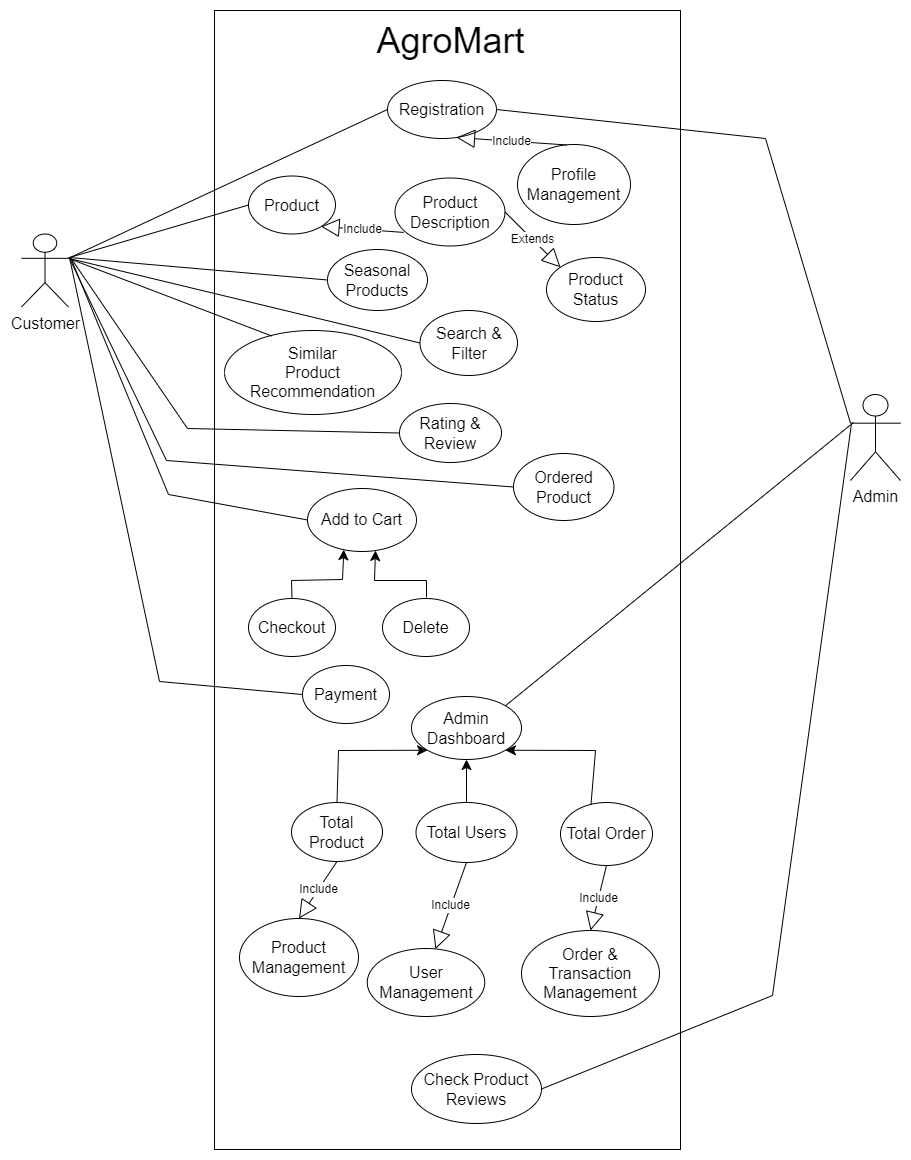 AgroMart
Registration
Include
Profile
Management
Product
Include
Product
Description
Extends
Product
Status
Seasonal
Products
Customer
Search &
Filter
Similar
Product
Recommendation
Rating &
Review
Admin
Ordered
Product
Add to Cart
Checkout
Delete
Payment
Admin
Dashboard
Total
Product
Total Users
Total Order
Include
Include
Include
Product
Management
User
Management
Order &
Transaction
Management
Check Product
Reviews